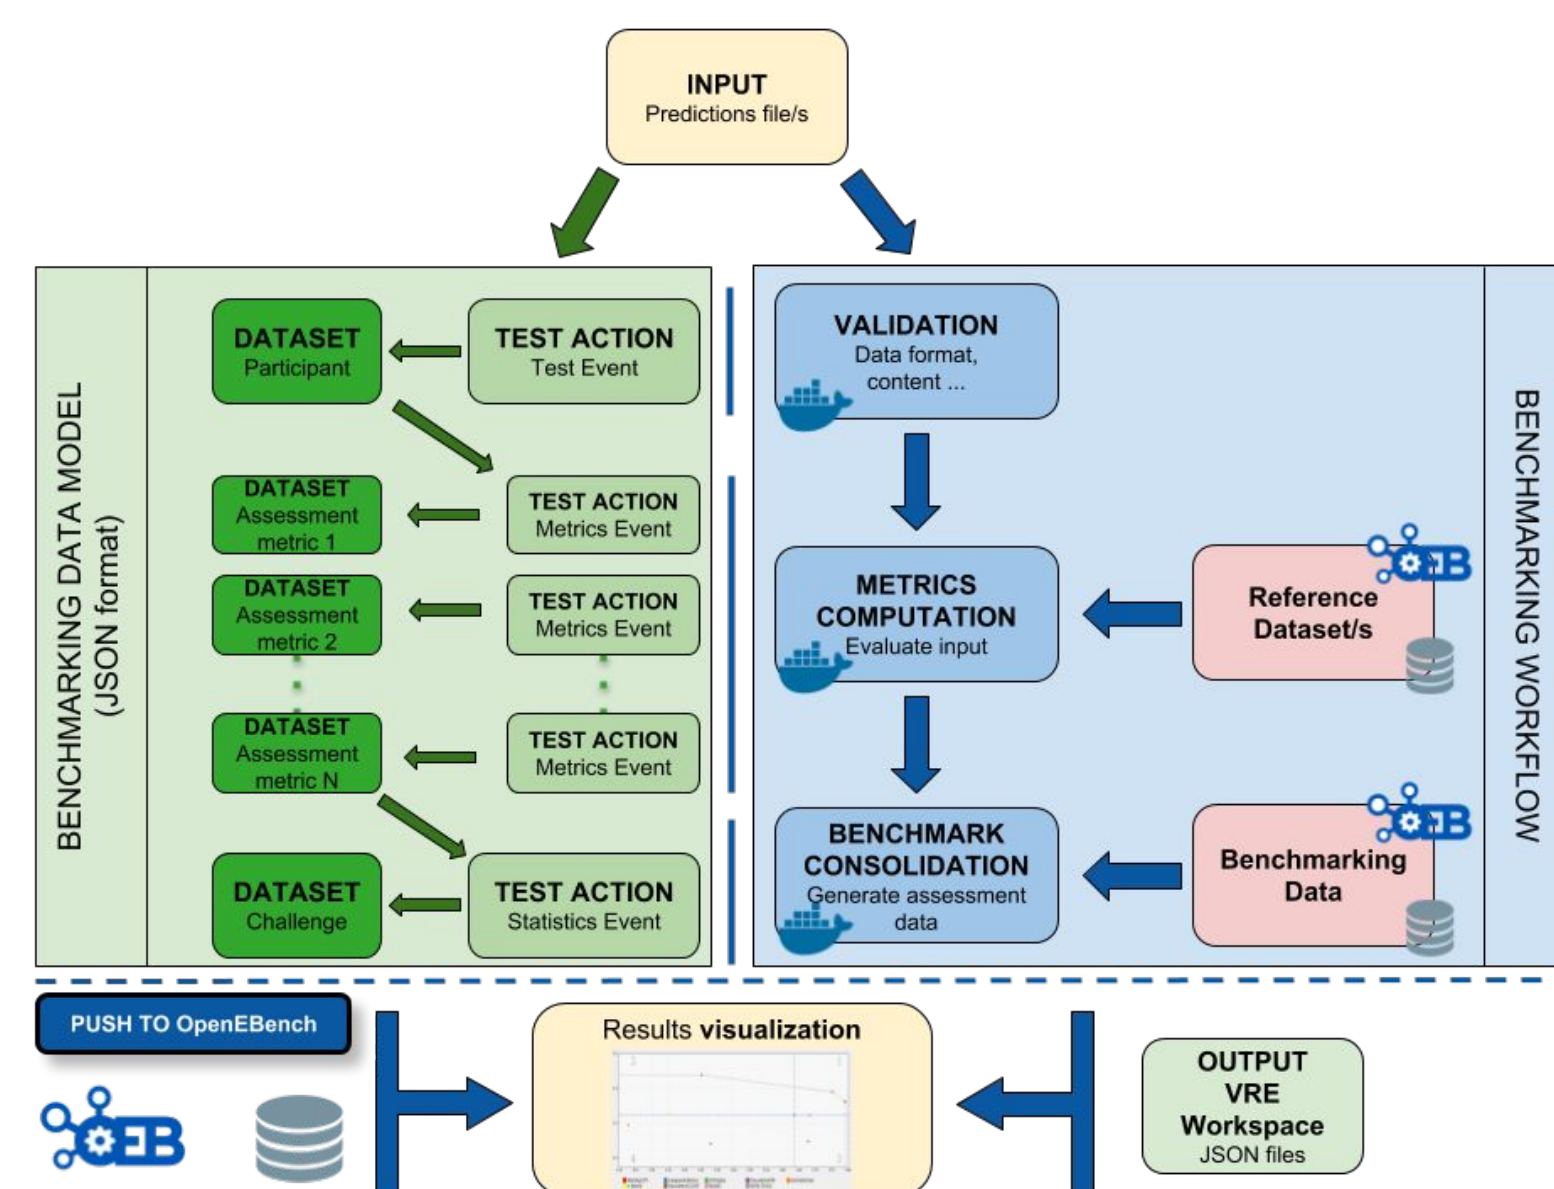 INPUT
Predictions file/s
BENCHMARKING DATA MODEL
(JSON format)
DATASET
Participant
TEST ACTION
Test Event
DATASET
Assessment
metric 1
TEST ACTION
Metrics Event
DATASET
Assessment
metric 2
TEST ACTION
Metrics Event
DATASET
Assessment
metric N
TEST ACTION
Metrics Event
DATASET
Challenge
TEST ACTION
Statistics Event
VALIDATION
Data format,
content ...
METRICS
COMPUTATION
Evaluate input
EB
Reference
Dataset/s
BENCHMARK
CONSOLIDATION
Generate assessment
data
EB
Benchmarking
Data
BENCHMARKING WORKFLOW
PUSH TO OpenEBench
EB
Results visualization
OUTPUT
VRE
Workspace
JSON files